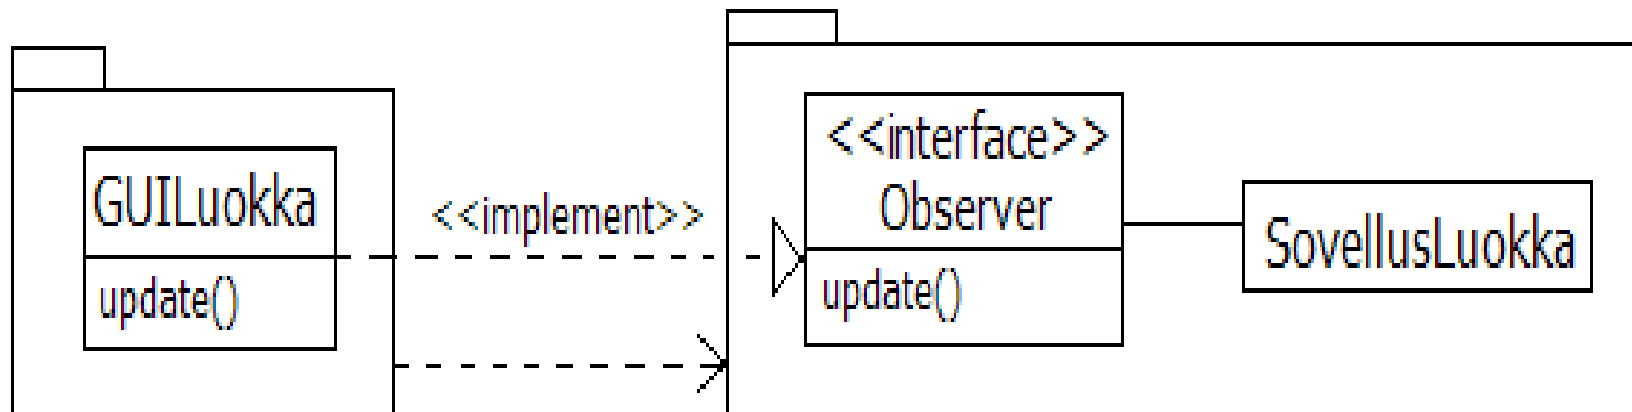 GUILuokka
update()
<<implement>>
<<interface>>
Observer
update()
SovellusLuokka